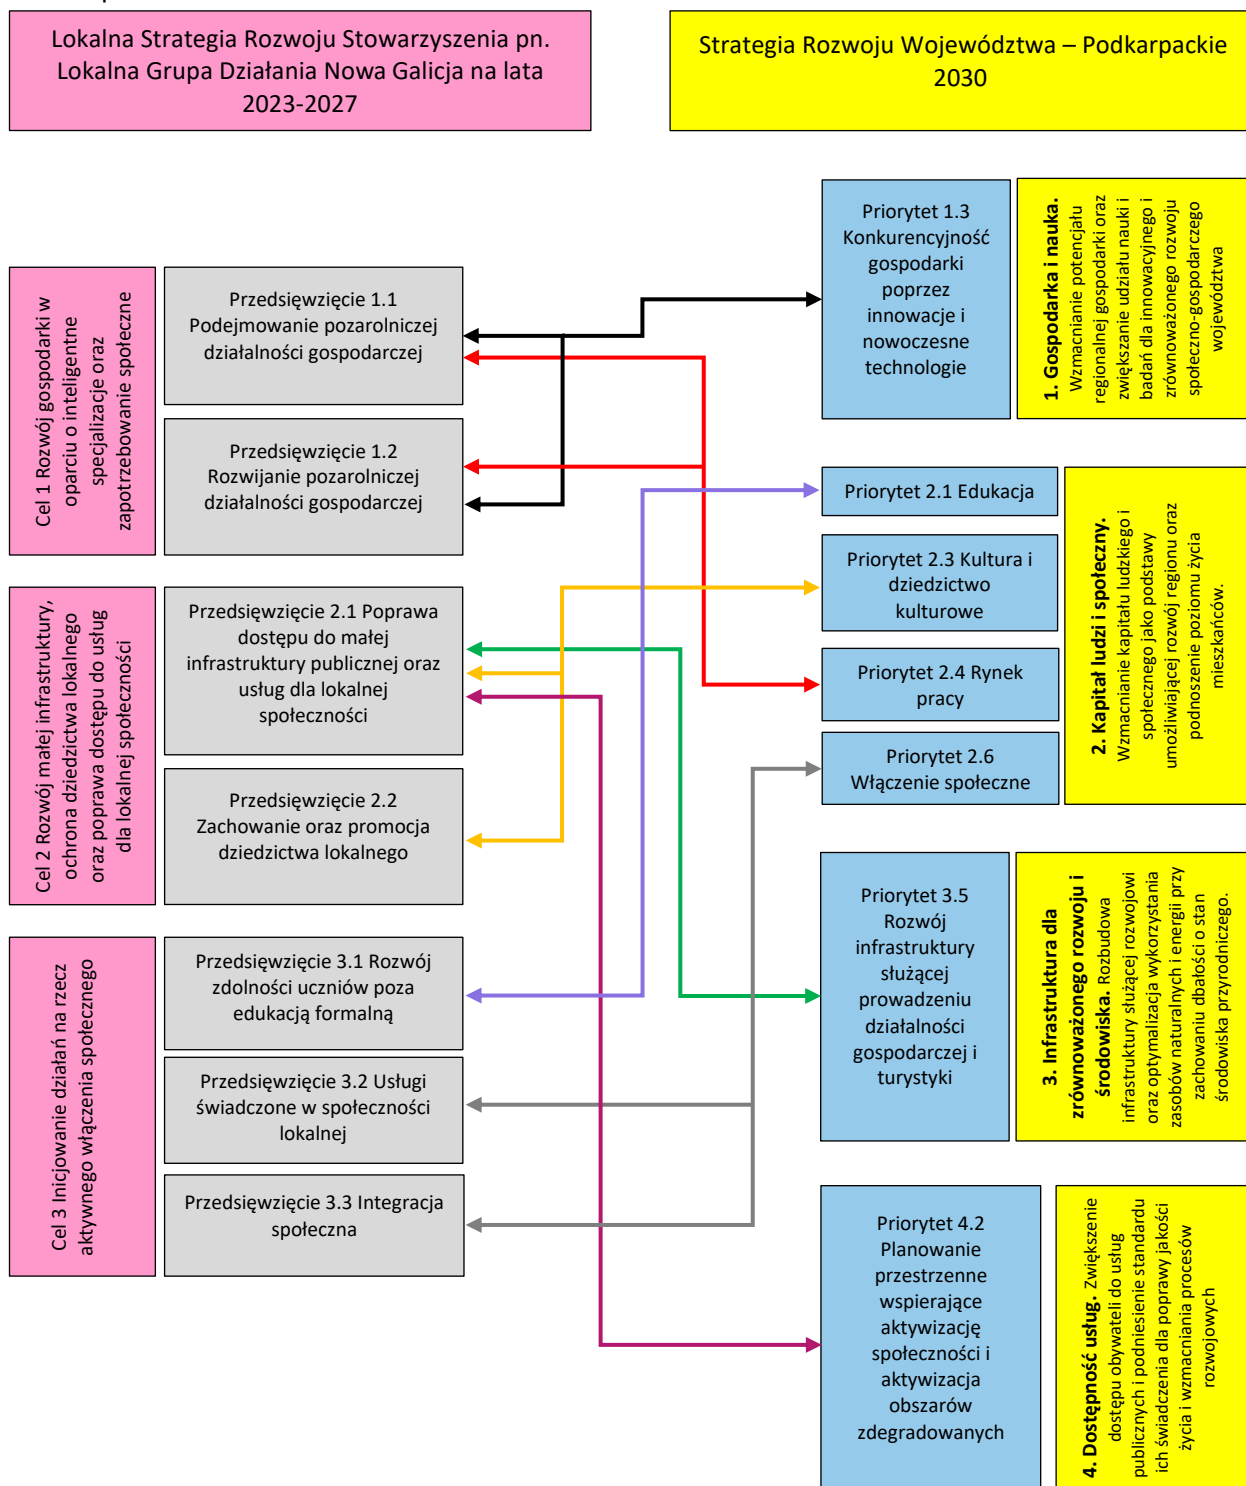 Lokalna Strategia Rozwoju Stowarzyszenia pn.
Lokalna Grupa Działania Nowa Galicja na lata
2023-2027
Strategia Rozwoju Województwa – Podkarpackie
2030
Cel 1 Rozwój gospodarki w
oparciu o inteligentne
specjalizacje oraz
zapotrzebowanie społeczne
Przedsięwzięcie 1.1
Podejmowanie pozarolniczej
działalności gospodarczej
Przedsięwzięcie 1.2
Rozwijanie pozarolniczej
działalności gospodarczej
Cel 2 Rozwój małej infrastruktury,
ochrona dziedzictwa lokalnego
oraz poprawa dostępu do usług
dla lokalnej społeczności
Przedsięwzięcie 2.1 Poprawa
dostępu do małej
infrastruktury publicznej oraz
usług dla lokalnej
społeczności
Przedsięwzięcie 2.2
Zachowanie oraz promocja
dziedzictwa lokalnego
Cel 3 Inicjowanie działań na rzecz
aktywnego włączenia społecznego
Przedsięwzięcie 3.1 Rozwój
zdolności uczniów poza
edukacją formalną
Przedsięwzięcie 3.2 Usługi
świadczone w społeczności
lokalnej
Przedsięwzięcie 3.3 Integracja
społeczna
Priorytet 1.3
Konkurencyjność
gospodarki
poprzez
innowacje i
nowoczesne
technologie
1. Gospodarka i nauka.
Wzmacnianie potencjału
regionalnej gospodarki oraz
zwiększanie udziału nauki i
badań dla innowacyjnego i
zrównoważonego rozwoju
społeczno-gospodarczego
województwa
Priorytet 2.1 Edukacja
Priorytet 2.3 Kultura i
dziedzictwo
kulturowe
Priorytet 2.4 Rynek
pracy
Priorytet 2.6
Włączenie społeczne
2. Kapitał ludzi i społeczny.
Wzmacnianie kapitału ludzkiego i
społecznego jako podstawy
umożliwiającej rozwój regionu oraz
podnoszenie poziomu życia
mieszkańców.
Priorytet 3.5
Rozwój
infrastruktury
służącej
prowadzeniu
działalności
gospodarczej i
turystyki
3. Infrastruktura dla
zrównoważonego rozwoju i
środowiska. Rozbudowa
infrastruktury służącej rozwojowi
oraz optymalizacja wykorzystania
zasobów naturalnych i energii przy
zachowaniu dbałości o stan
środowiska przyrodniczego.
Priorytet 4.2
Planowanie
przestrzenne
wspierające
aktywizację
społeczności i
aktywizacja
obszarów
zdegradowanych
4. Dostępność usług. Zwiększenie
dostępu obywateli do usług
publicznych i podniesienie standardu
ich świadczenia dla poprawy jakości
życia i wzmacniania procesów
rozwojowych